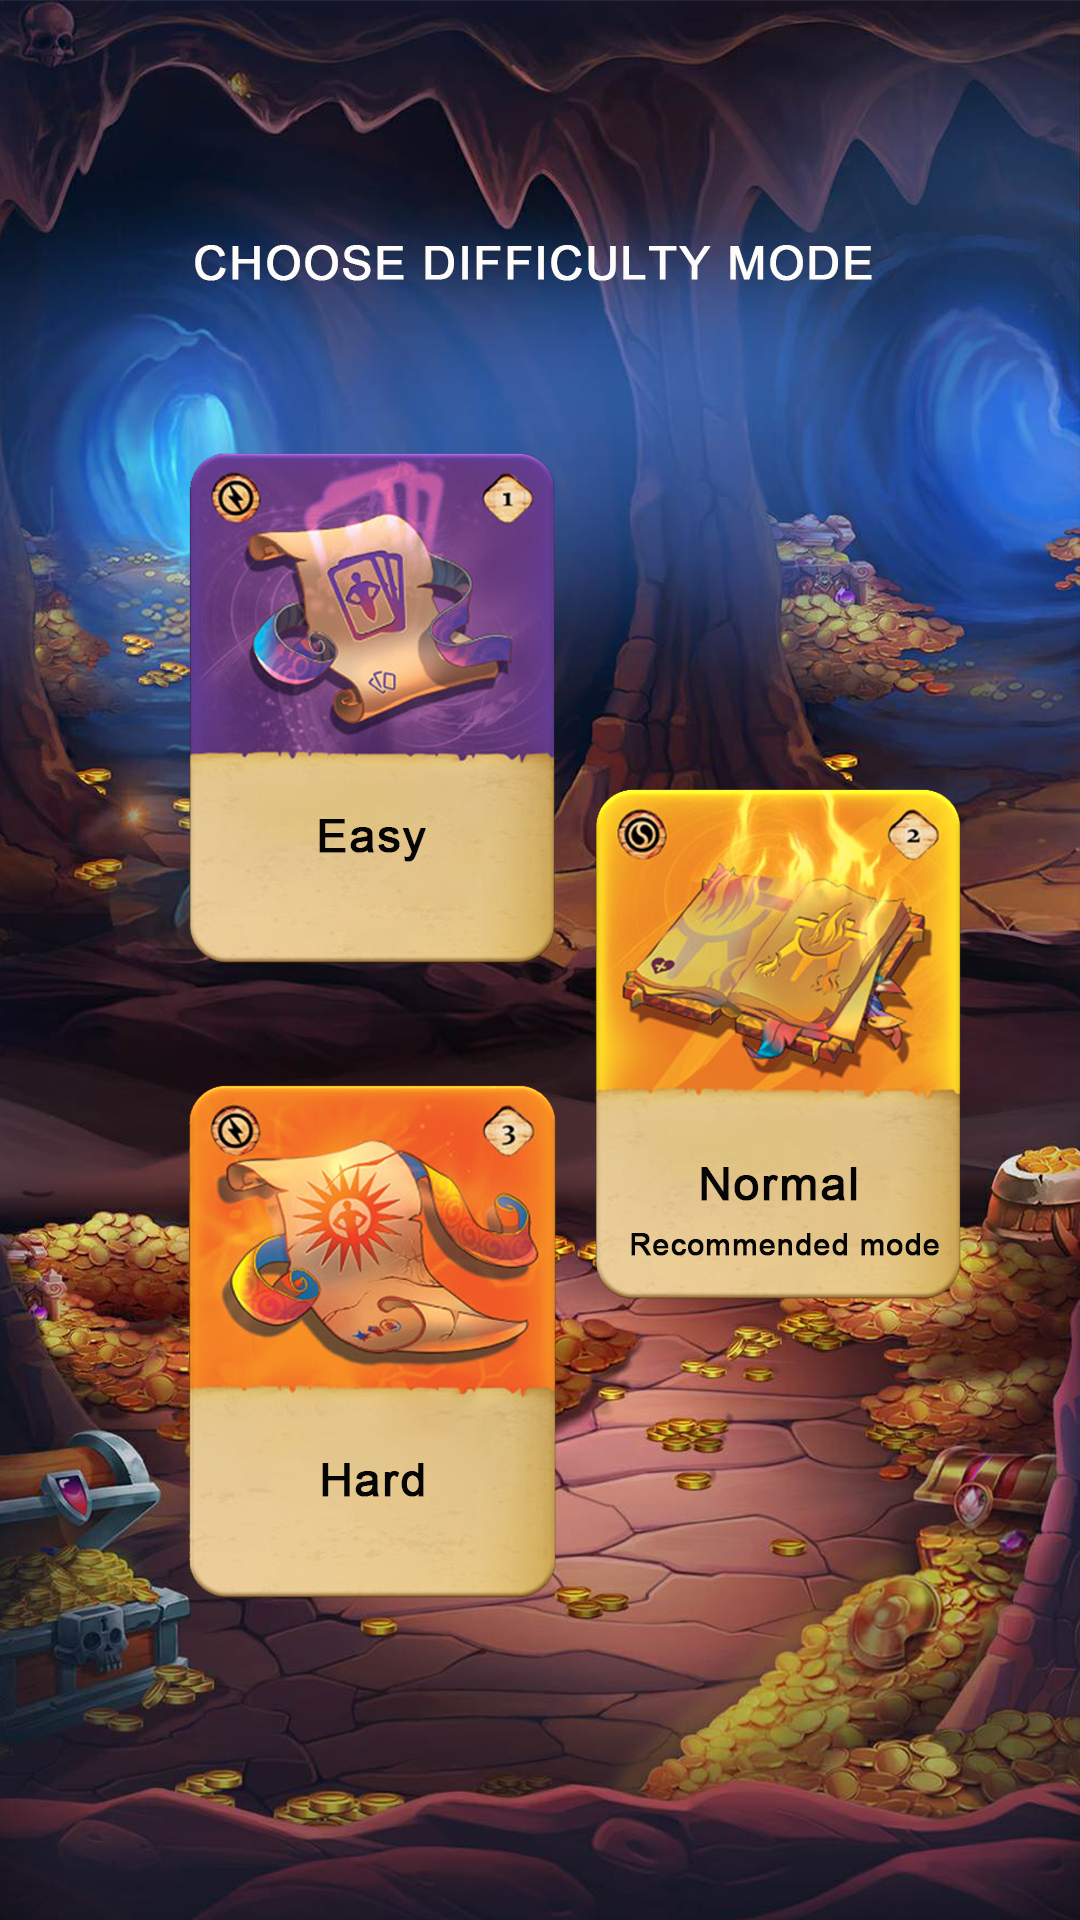 CHOOSE DIFFICULTY MODE
1
Easy
2
Normal
Recommended mode
3
Hard